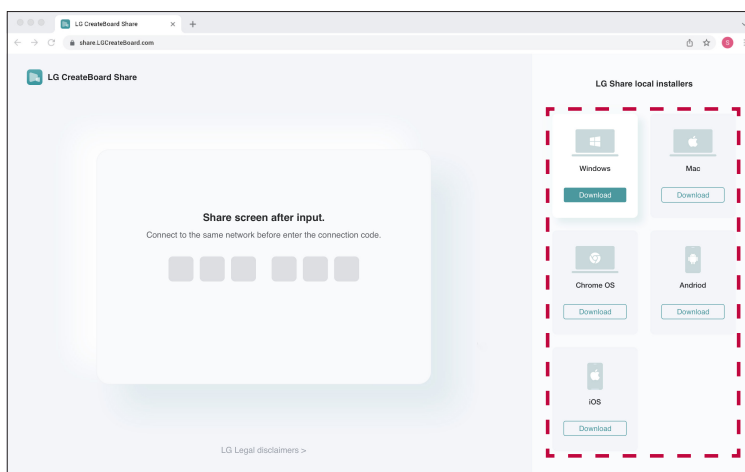 LG CreateBoard Share
share.LGCreateBoard.com
S
LG CreateBoard Share
Share screen after input.
Connect to the same network before enter the connection code.
LG Legal disclaimers >
LG Share local installers
Windows
Download
Mac
Download
Chrome OS
Download
Andriod
Download
iOS
Download